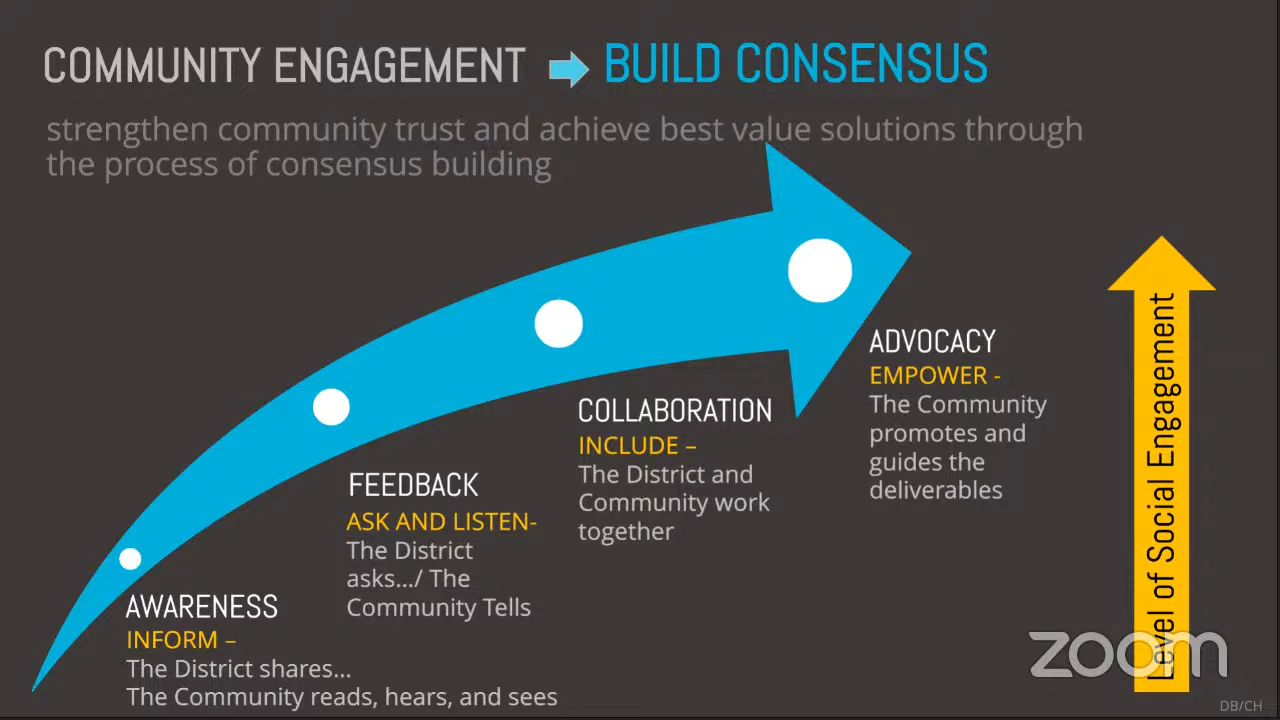 COMMUNITY ENGAGEMENT BUILD CONSENSUS
strengthen community trust and achieve best value solutions through
the process of consensus building
ADVOCACY
EMPOWER -
The Community
promotes and
guides the
deliverables
COLLABORATION
INCLUDE –
The District and
Community work
together
FEEDBACK
ASK AND LISTEN-
The District
asks.../ The
Community Tells
AWARENESS
INFORM –
The District shares...
The Community reads, hears, and sees
Level of Social Engagement
zoom
DB/CH